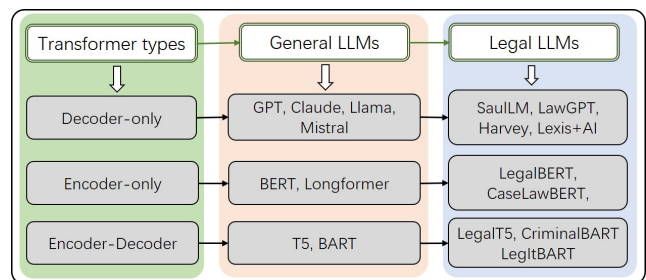 Transformer types
General LLMs
Legal LLMs
Decoder-only
GPT, Claude, Llama,
Mistral
SaulLM, LawGPT,
Harvey, Lexis+AI
Encoder-only
BERT, Longformer
LegalBERT,
CaseLawBERT,
Encoder-Decoder
T5, BART
LegalT5, CriminalBART
LegItBART